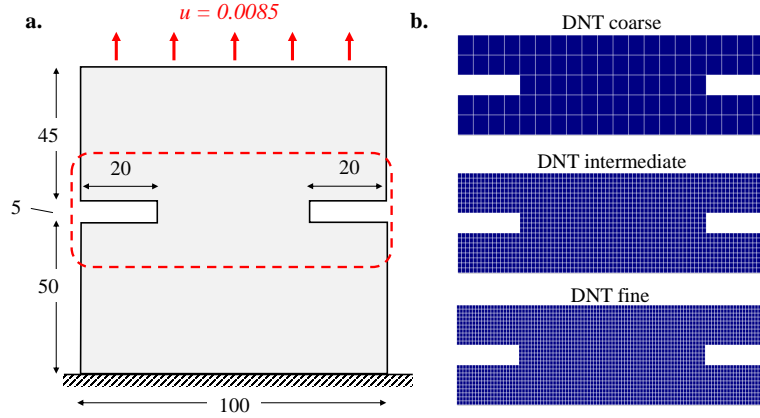 a.
u = 0.0085
45
20
20
5
50
100
b.
DNT coarse
DNT intermediate
DNT fine